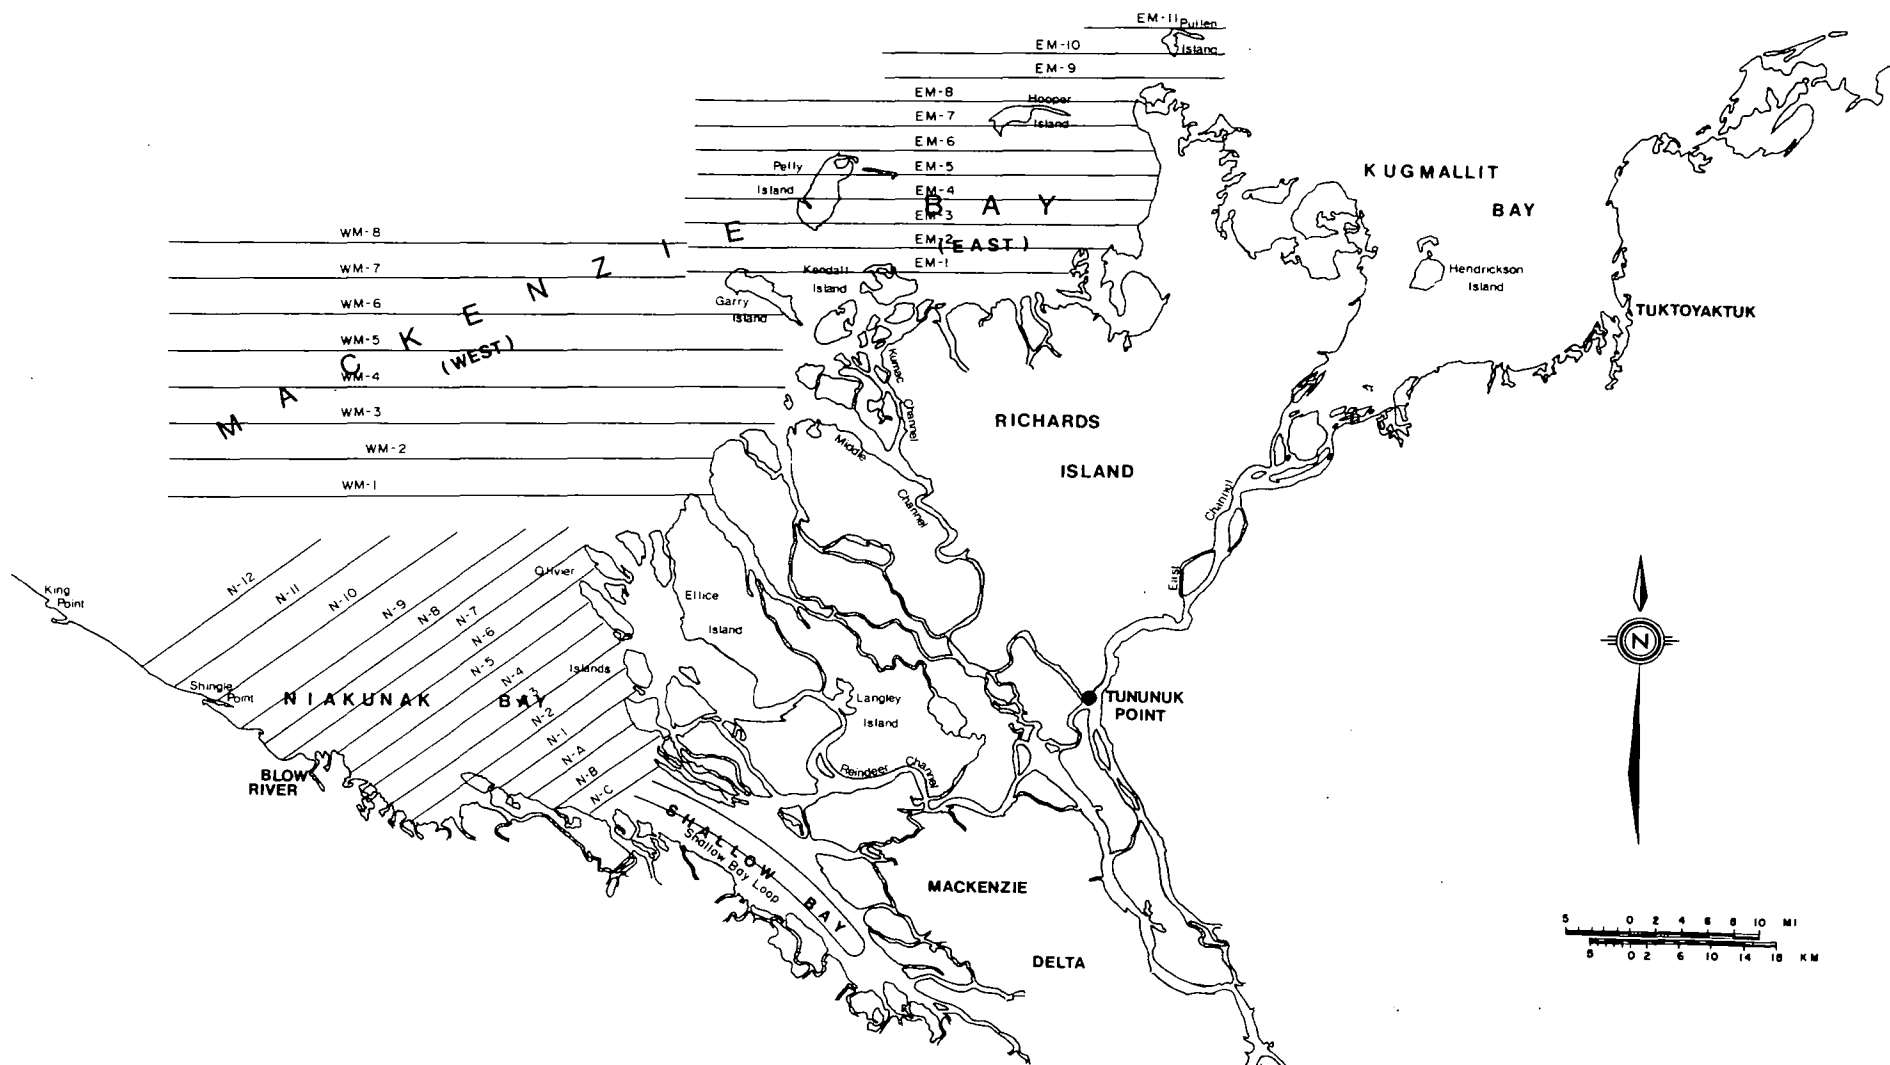 EM-11
Pullen
Island
EM-10
EM-9
EM-8
Hooper
Island
EM-7
EM-6
EM-5
Pelly
Island
EM-4
EM-3
EM-2
EM-1
MACKENZIE BAY
(EAST)
(WEST)
KUGMALLIT
BAY
Hendrickson
Island
TUKTOYAKTUK
Kendall
Island
Garry
Island
WM-8
WM-7
WM-6
WM-5
WM-4
WM-3
WM-2
WM-1
Kumac
Channel
Middle
Channel
RICHARDS
ISLAND
East
Channel
King
Point
N-12
N-11
N-10
N-9
N-8
N-7
N-6
N-5
N-4
N-2
N-1
N-A
N-B
N-C
Olivier
Islands
Ellice
Island
Shingle
Point
NIAKUNAK BAY
BLOW
RIVER
Langley
Island
Reindeer Channel
TUNUNUK
POINT
SHALLOW BAY
Shallow Bay Loop
MACKENZIE
DELTA
N
5 0 2 4 6 8 10 MI
5 0 2 6 10 14 18 KM